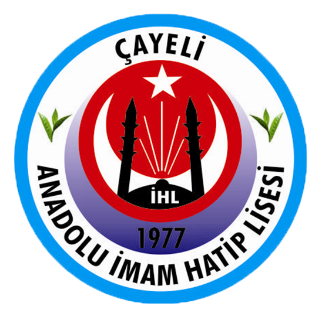 ÇAYELİ
İHL
1977
ANADOLU İMAM HATİP LİSESİ